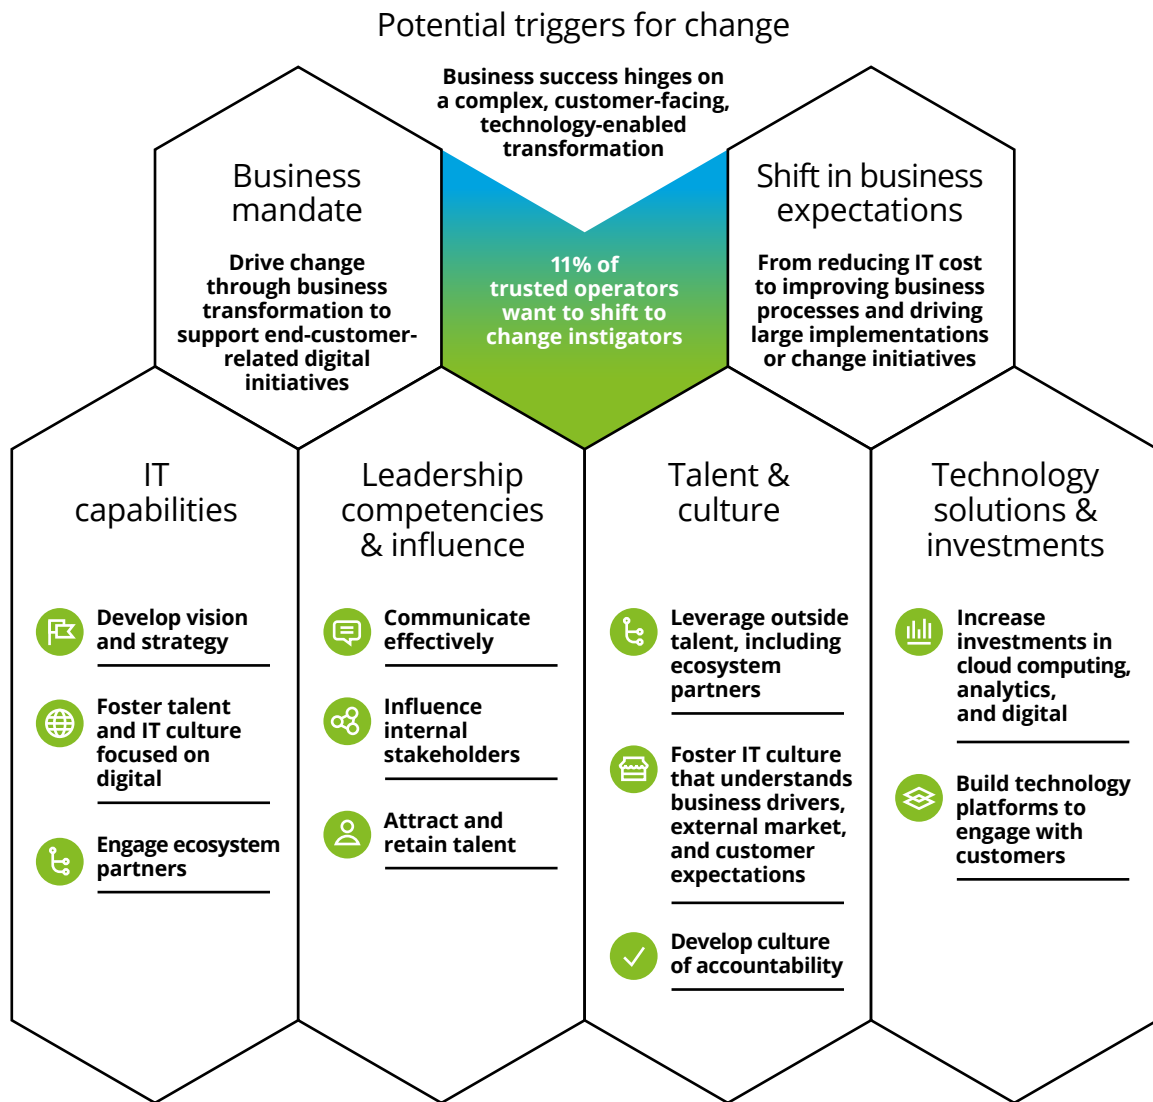 Potential triggers for change
Business success hinges on
a complex, customer-facing,
technology-enabled
transformation
Business
mandate
Drive change
through business
transformation to
support end-customer-
related digital
initiatives
11% of
trusted operators
want to shift to
change instigators
Shift in business
expectations
From reducing IT cost
to improving business
processes and driving
large implementations
or change initiatives
IT
capabilities
Develop vision
and strategy
Foster talent
and IT culture
focused on
digital
Engage ecosystem
partners
Leadership
competencies
& influence
Communicate
effectively
Influence
internal
stakeholders
Attract and
retain talent
Talent &
culture
Leverage outside
talent, including
ecosystem
partners
Foster IT culture
that understands
business drivers,
external market,
and customer
expectations
Develop culture
of accountability
Technology
solutions &
investments
Increase
investments in
cloud computing,
analytics,
and digital
Build technology
platforms to
engage with
customers